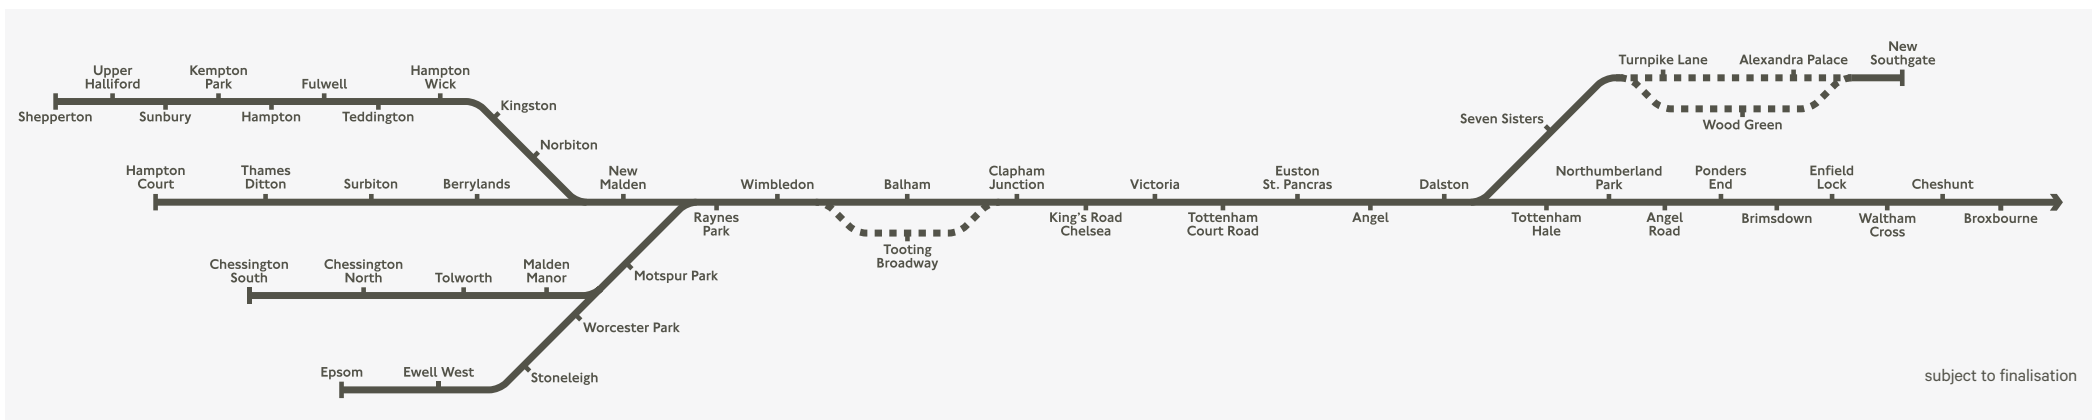 New
Southgate
Turnpike Lane
Alexandra Palace
Upper
Halliford
Kempton
Park
Fulwell
Hampton
Wick
Shepperton
Sunbury
Hampton
Teddington
Kingston
Seven Sisters
Wood Green
Norbiton
Hampton
Court
Thames
Ditton
Surbiton
Berrylands
New
Malden
Wimbledon
Balham
Clapham
Junction
Victoria
Euston
St. Pancras
Dalston
Northumberland
Park
Ponders
End
Enfield
Lock
Cheshunt
Raynes
Park
Tooting
Broadway
King's Road
Chelsea
Tottenham
Court Road
Angel
Tottenham
Hale
Angel
Road
Brimsdown
Waltham
Cross
Broxbourne
Chessington
South
Chessington
North
Tolworth
Malden
Manor
Motspur Park
Worcester Park
Epsom
Ewell West
Stoneleigh
subject to finalisation